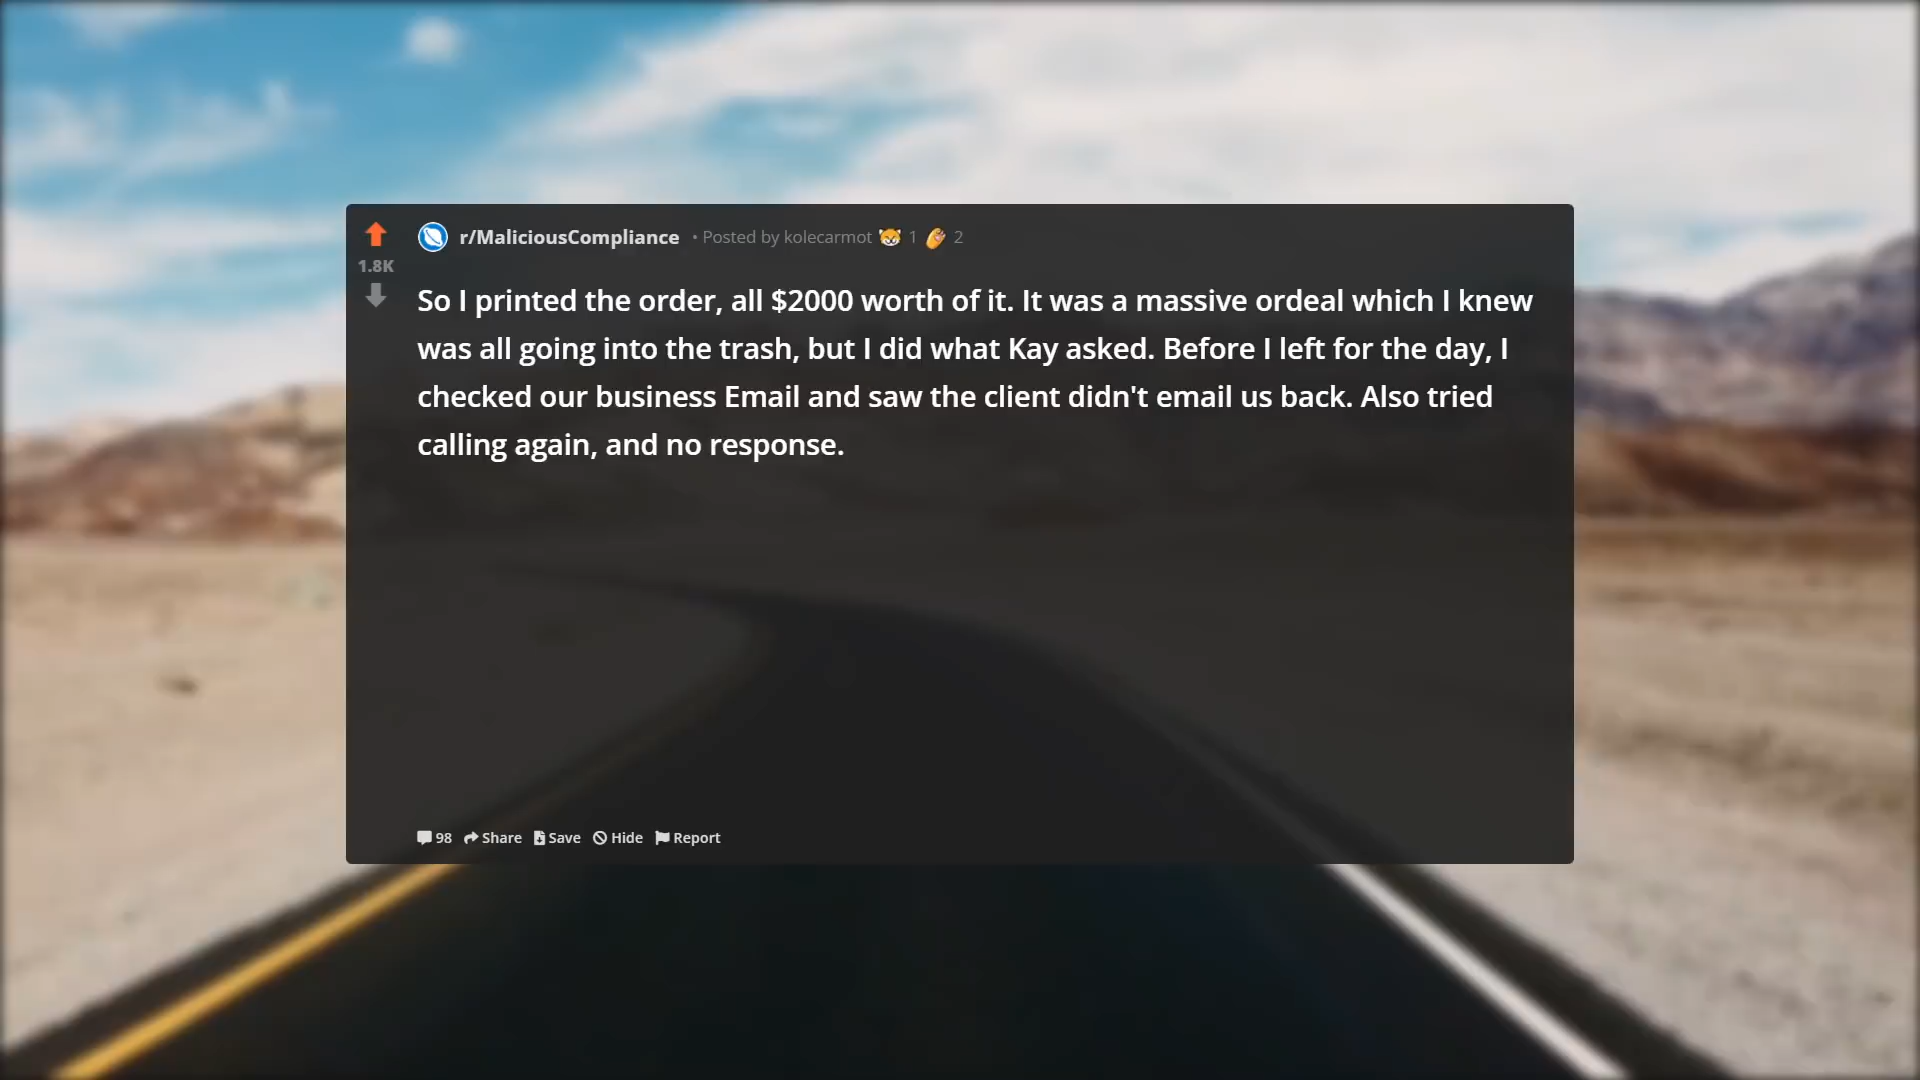 r/MaliciousCompliance • Posted by kolecarmot 1 2
1.8K
So I printed the order, all $2000 worth of it. It was a massive ordeal which I knew
was all going into the trash, but I did what Kay asked. Before I left for the day, I
checked our business Email and saw the client didn't email us back. Also tried
calling again, and no response.
98 Share Save Hide Report